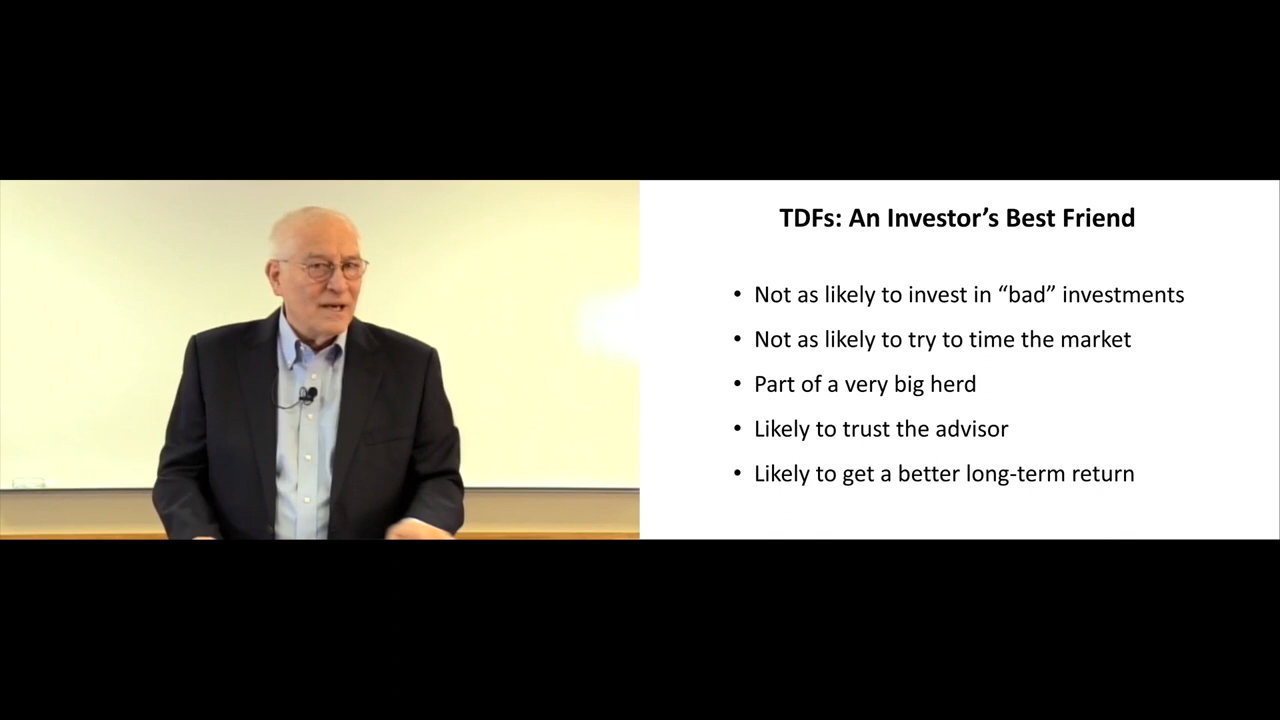 TDFs: An Investor’s Best Friend
• Not as likely to invest in “bad” investments
• Not as likely to try to time the market
• Part of a very big herd
• Likely to trust the advisor
• Likely to get a better long-term return